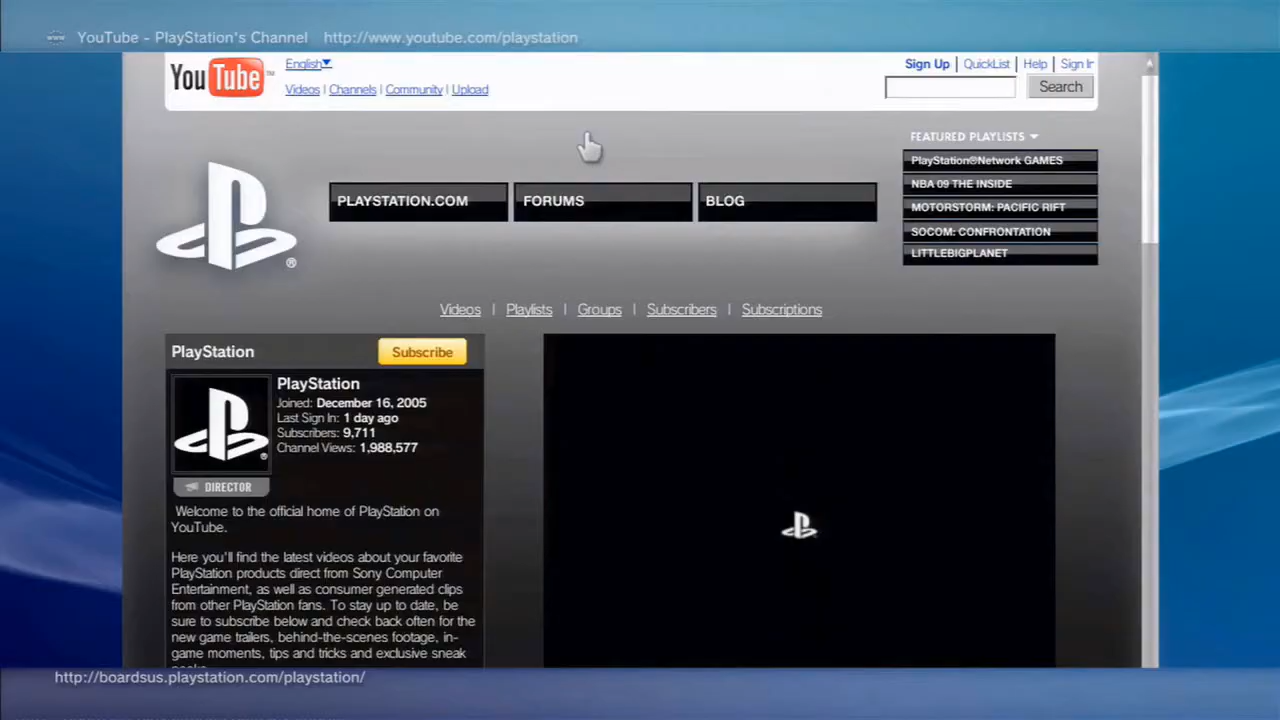 www YouTube - PlayStation's Channel http://www.youtube.com/playstation
YouTube™
English
Sign Up | QuickList | Help | Sign In
Videos | Channels | Community | Upload
Search
FEATURED PLAYLISTS
PlayStation®Network GAMES
NBA 09 THE INSIDE
MOTORSTORM: PACIFIC RIFT
SOCOM: CONFRONTATION
LITTLEBIGPLANET
PLAYSTATION.COM
FORUMS
BLOG
®
Videos | Playlists | Groups | Subscribers | Subscriptions
PlayStation
Subscribe
PlayStation
Joined: December 16, 2005
Last Sign In: 1 day ago
Subscribers: 9,711
Channel Views: 1,988,577
DIRECTOR
Welcome to the official home of PlayStation on
YouTube.
Here you'll find the latest videos about your favorite
PlayStation products direct from Sony Computer
Entertainment, as well as consumer generated clips
from other PlayStation fans. To stay up to date, be
sure to subscribe below and check back often for the
new game trailers, behind-the-scenes footage, in-
game moments, tips and tricks and exclusive sneak
http://boardsus.playstation.com/playstation/